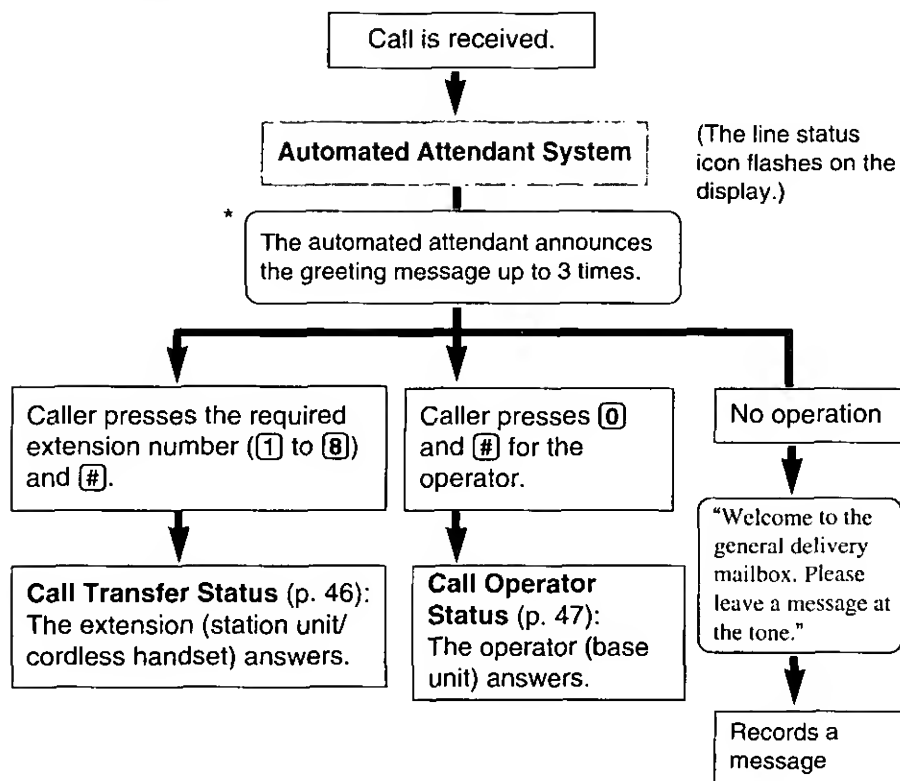 Call is received.
Automated Attendant System
(The line status
icon flashes on the
display.)
*
The automated attendant announces
the greeting message up to 3 times.
Caller presses the required
extension number (1 to 8)
and #.
Caller presses 0
and # for the
operator.
No operation
Call Transfer Status (p. 46):
The extension (station unit/
cordless handset) answers.
Call Operator
Status (p. 47):
The operator (base
unit) answers.
"Welcome to the
general delivery
mailbox. Please
leave a message at
the tone."
Records a
message